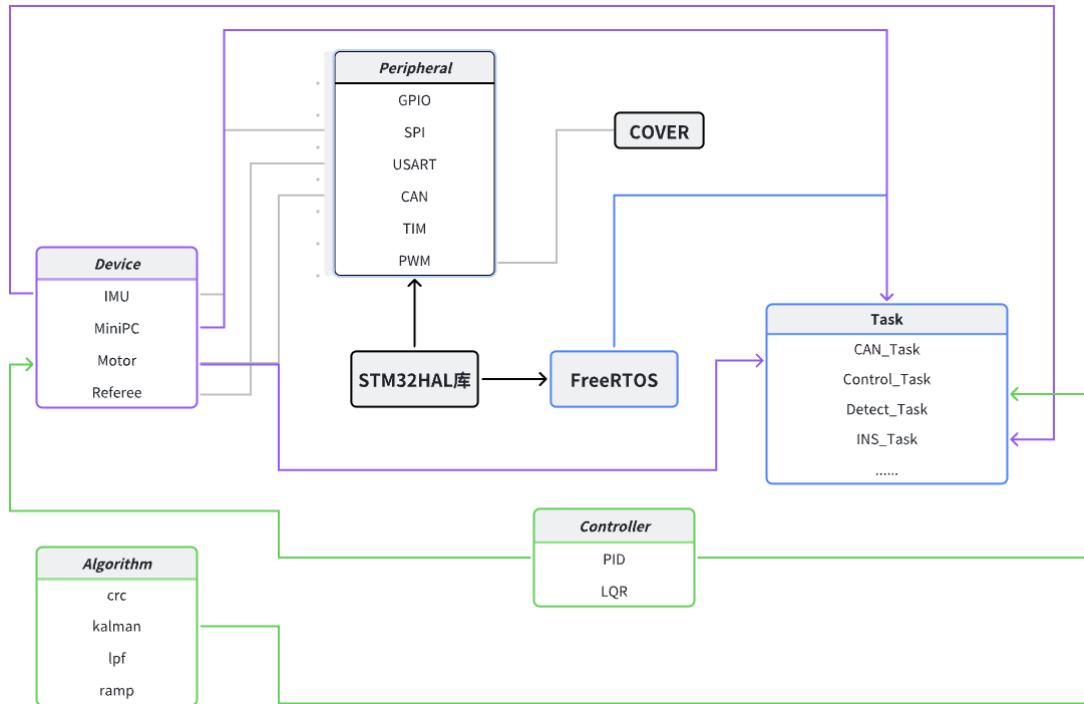 Peripheral
GPIO
SPI
USART
CAN
TIM
PWM
COVER
Device
IMU
MiniPC
Motor
Referee
STM32HAL库
FreeRTOS
Task
CAN_Task
Control_Task
Detect_Task
INS_Task
......
Controller
PID
LQR
Algorithm
crc
kalman
lpf
ramp